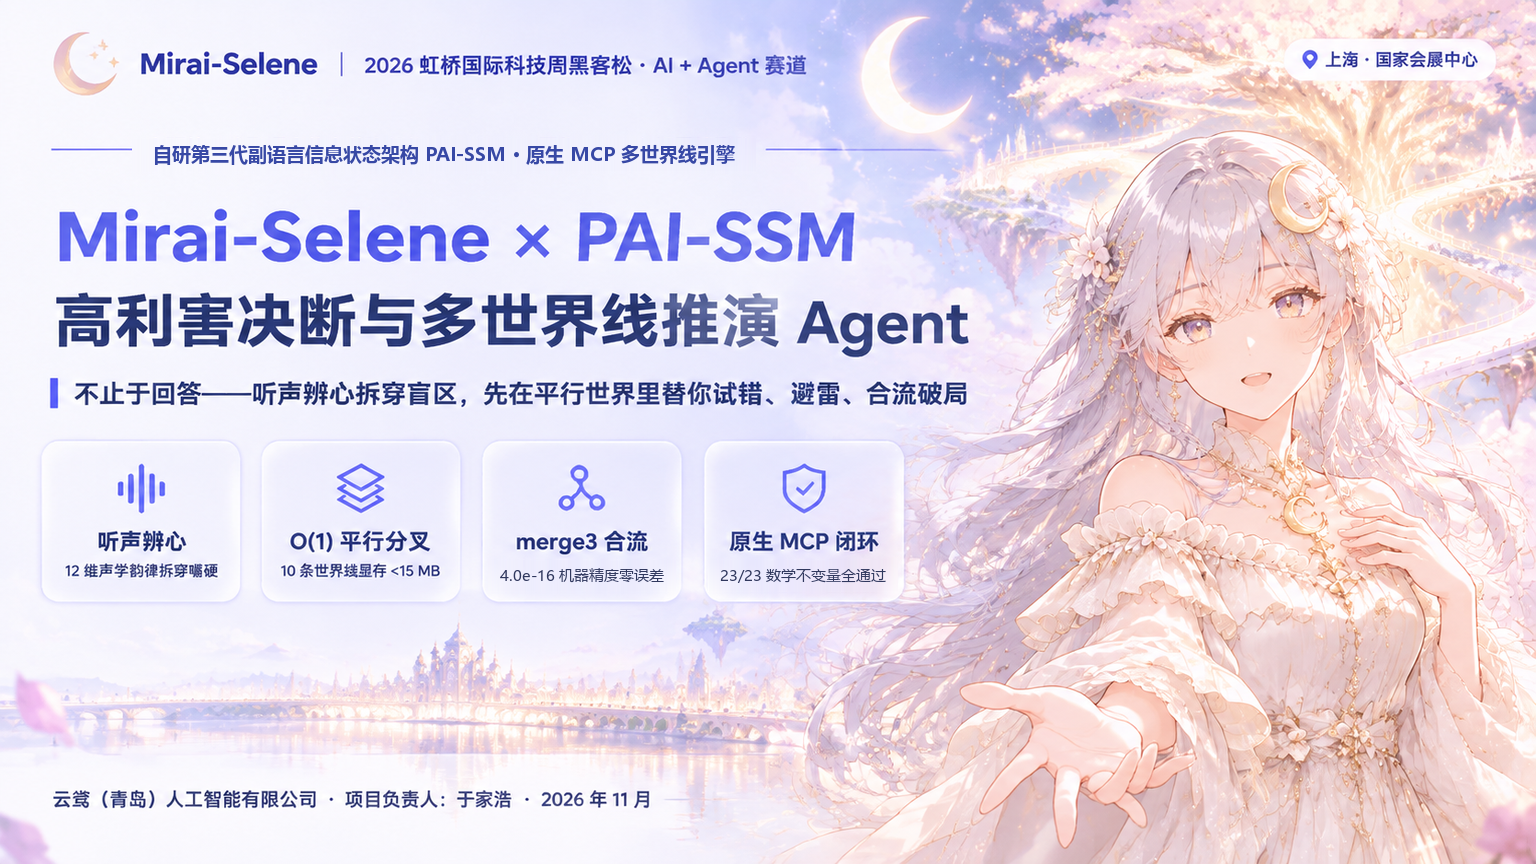 Mirai-Selene | 2026 虹桥国际科技周黑客松 · AI + Agent 赛道
上海 · 国家会展中心
自研第三代副语言信息状态架构 PAI-SSM · 原生 MCP 多世界线引擎
Mirai-Selene × PAI-SSM
高利害决断与多世界线推演 Agent
不止于回答——听声辨心拆穿盲区，先在平行世界里替你试错、避雷、合流破局
听声辨心
12 维声学韵律拆穿嘴硬
O(1) 平行分叉
10 条世界线显存 <15 MB
merge3 合流
4.0e-16 机器精度零误差
原生 MCP 闭环
23/23 数学不变量全通过
（青岛）人工智能有限公司 · 项目负责人：于家浩 · 2026 年 11 月